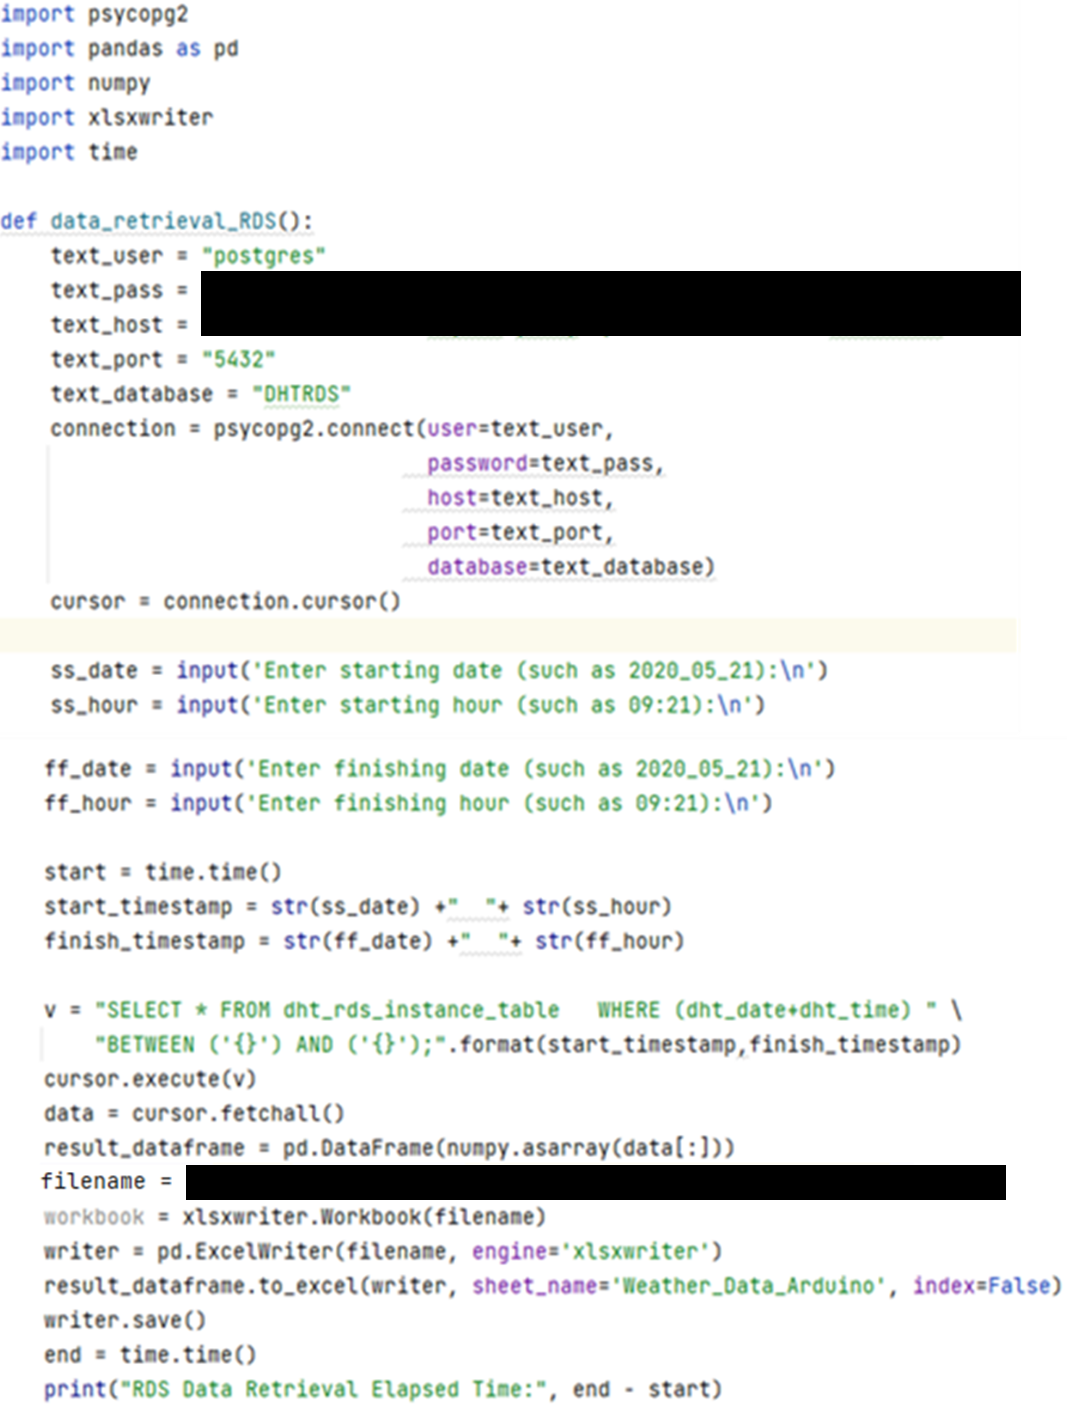 import psycopg2
import pandas as pd
import numpy
import xlsxwriter
import time
def data_retrieval_RDS():
    text_user = "postgres"
    text_pass =
    text_host =
    text_port = "5432"
    text_database = "DHTRDS"
    connection = psycopg2.connect(user=text_user,
                                  password=text_pass,
                                  host=text_host,
                                  port=text_port,
                                  database=text_database)
    cursor = connection.cursor()
    ss_date = input('Enter starting date (such as 2020_05_21):\n')
    ss_hour = input('Enter starting hour (such as 09:21):\n')
    ff_date = input('Enter finishing date (such as 2020_05_21):\n')
    ff_hour = input('Enter finishing hour (such as 09:21):\n')
    start = time.time()
    start_timestamp = str(ss_date) +"  "+ str(ss_hour)
    finish_timestamp = str(ff_date) +"  "+ str(ff_hour)
    v = "SELECT * FROM dht_rds_instance_table   WHERE (dht_date+dht_time) " \
        "BETWEEN ('{}') AND ('{}');".format(start_timestamp,finish_timestamp)
    cursor.execute(v)
    data = cursor.fetchall()
    result_dataframe = pd.DataFrame(numpy.asarray(data[:]))
    filename =
    workbook = xlsxwriter.Workbook(filename)
    writer = pd.ExcelWriter(filename, engine='xlsxwriter')
    result_dataframe.to_excel(writer, sheet_name='Weather_Data_Arduino', index=False)
    writer.save()
    end = time.time()
    print("RDS Data Retrieval Elapsed Time:", end - start)